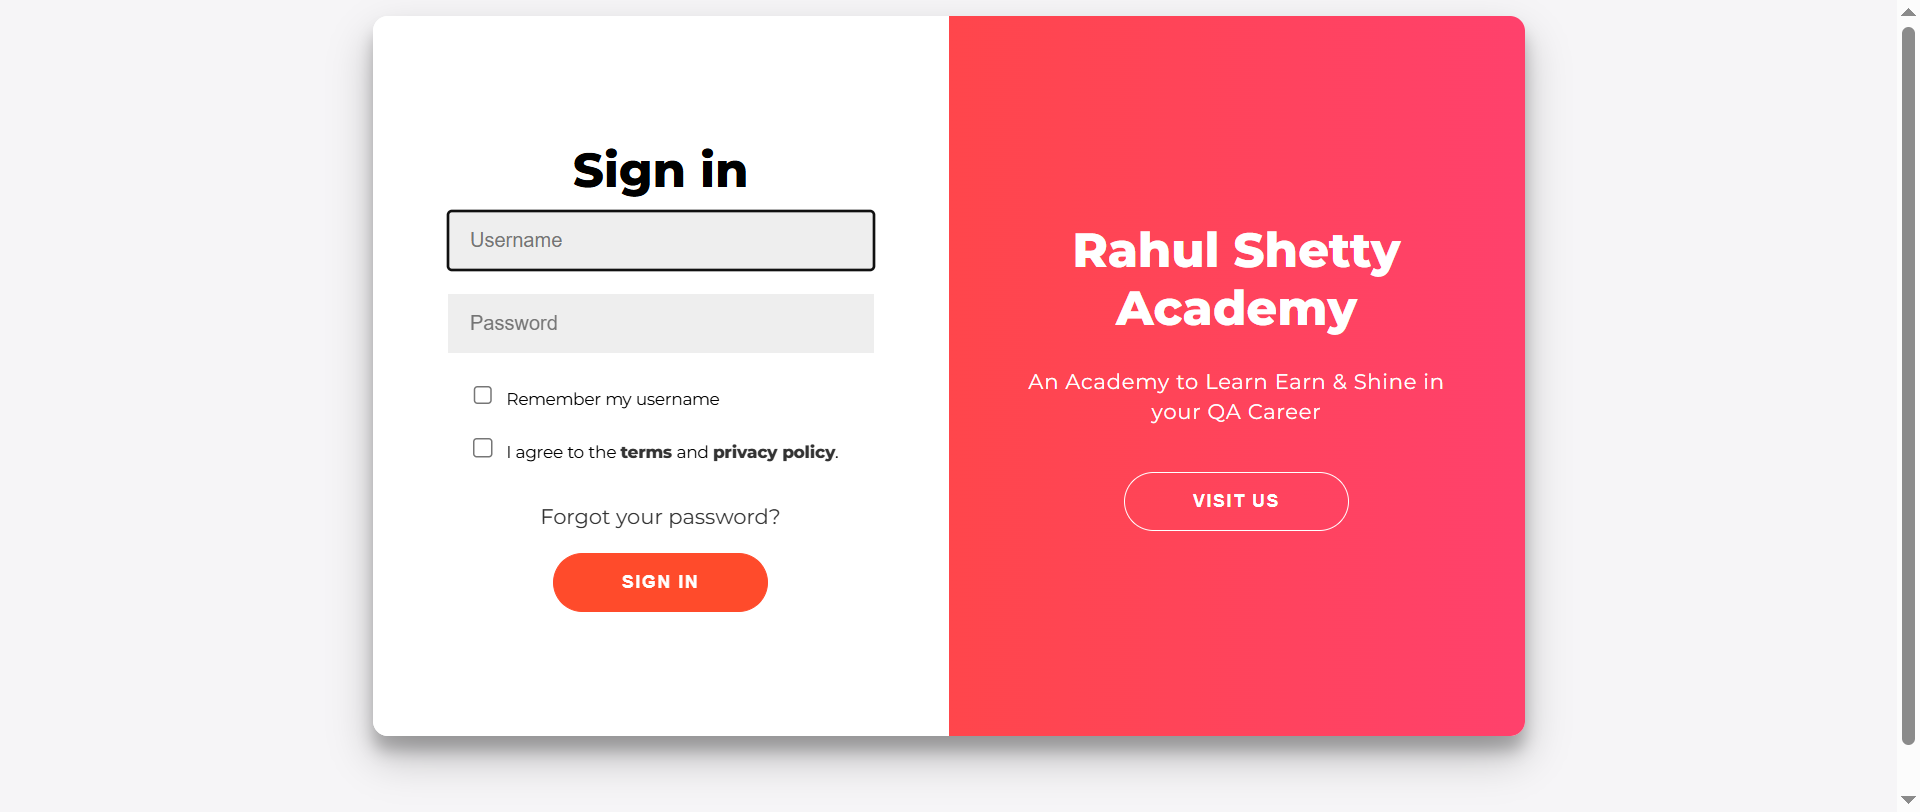 Sign in
Username
Password
Remember my username
I agree to the terms and privacy policy.
Forgot your password?
SIGN IN
Rahul Shetty
Academy
An Academy to Learn Earn & Shine in
your QA Career
VISIT US